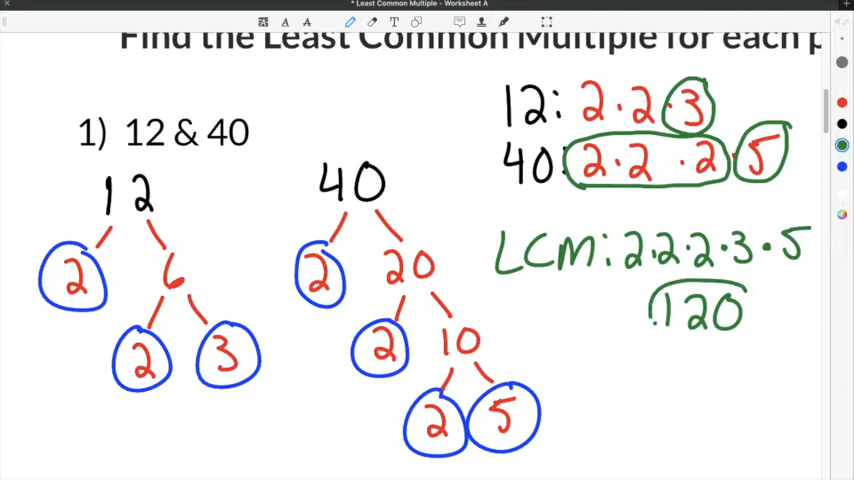 * Least Common Multiple - Worksheet A
Find the Least Common Multiple for each p
1) 12 & 40
12
2 6
2 3
40
2 20
2 10
2 5
12: 2·2·3
40: 2·2·2·5
LCM: 2·2·2·3·5
120